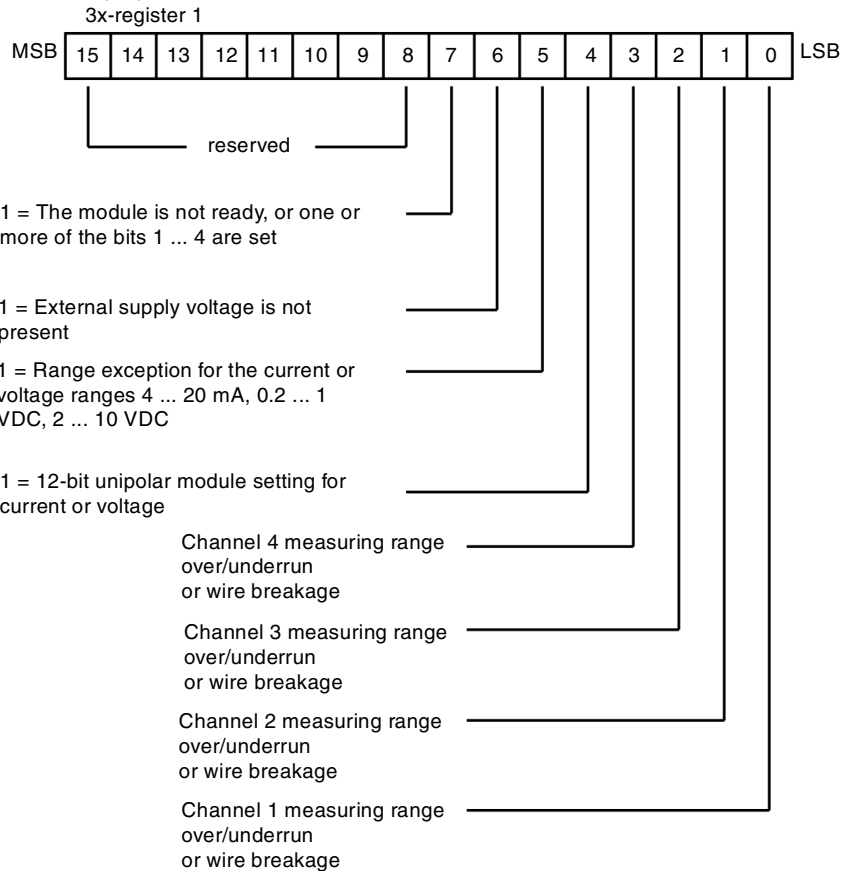 3x-register 1
MSB 15 14 13 12 11 10 9 8 7 6 5 4 3 2 1 0 LSB
reserved
1 = The module is not ready, or one or
more of the bits 1 ... 4 are set
1 = External supply voltage is not
present
1 = Range exception for the current or
voltage ranges 4 ... 20 mA, 0.2 ... 1
VDC, 2 ... 10 VDC
1 = 12-bit unipolar module setting for
current or voltage
Channel 4 measuring range
over/underrun
or wire breakage
Channel 3 measuring range
over/underrun
or wire breakage
Channel 2 measuring range
over/underrun
or wire breakage
Channel 1 measuring range
over/underrun
or wire breakage